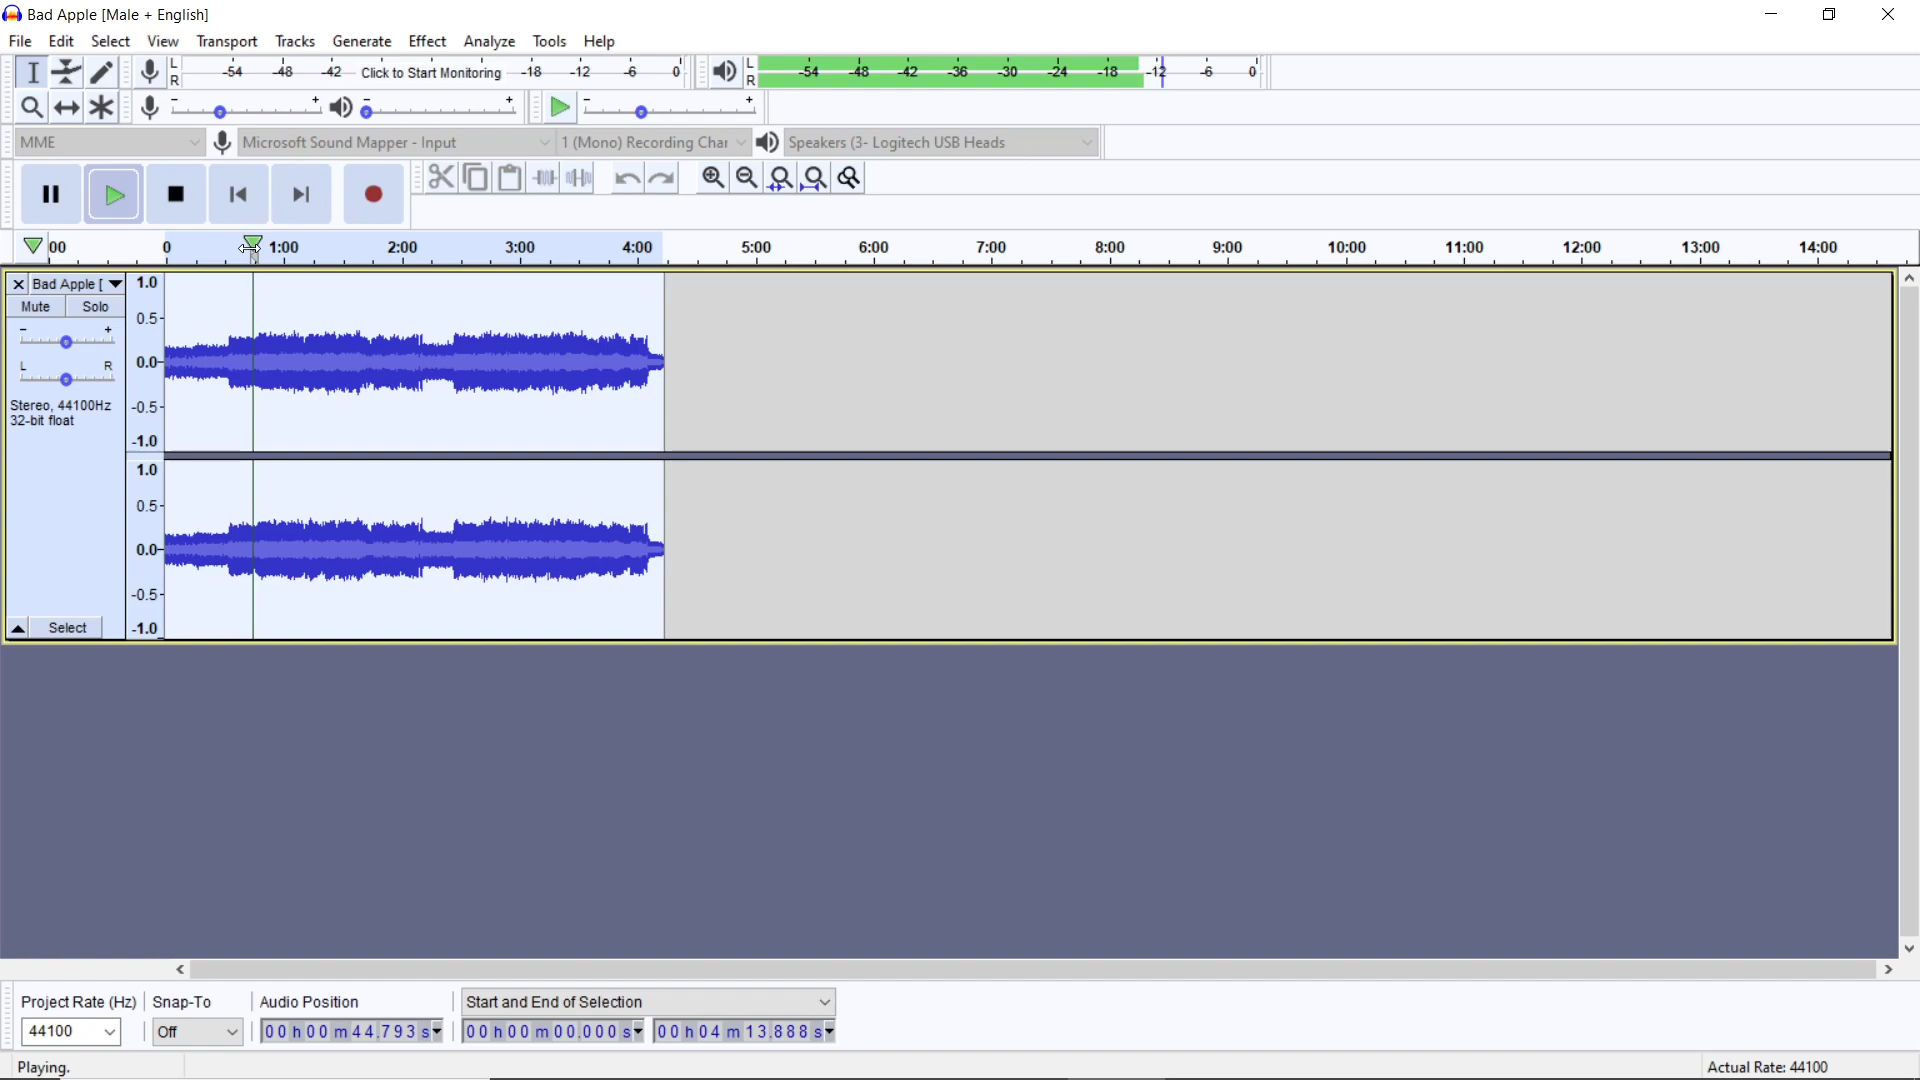 Bad Apple [Male + English]
File Edit Select View Transport Tracks Generate Effect Analyze Tools Help
L R -54 -48 -42 Click to Start Monitoring -18 -12 -6 0 L R -54 -48 -42 -36 -30 -24 -18 -12 -6 0
- + - + - +
MME Microsoft Sound Mapper - Input 1 (Mono) Recording Char Speakers (3- Logitech USB Heads
00 0 1:00 2:00 3:00 4:00 5:00 6:00 7:00 8:00 9:00 10:00 11:00 12:00 13:00 14:00
Bad Apple [ 1.0
Mute Solo
0.5
- +
0.0
L R
Stereo, 44100Hz -0.5
32-bit float
-1.0
1.0
0.5
0.0
-0.5
Select -1.0
Project Rate (Hz) Snap-To Audio Position Start and End of Selection
44100 Off 00 h 00 m 44.793 s 00 h 00 m 00.000 s 00 h 04 m 13.888 s
Playing. Actual Rate: 44100